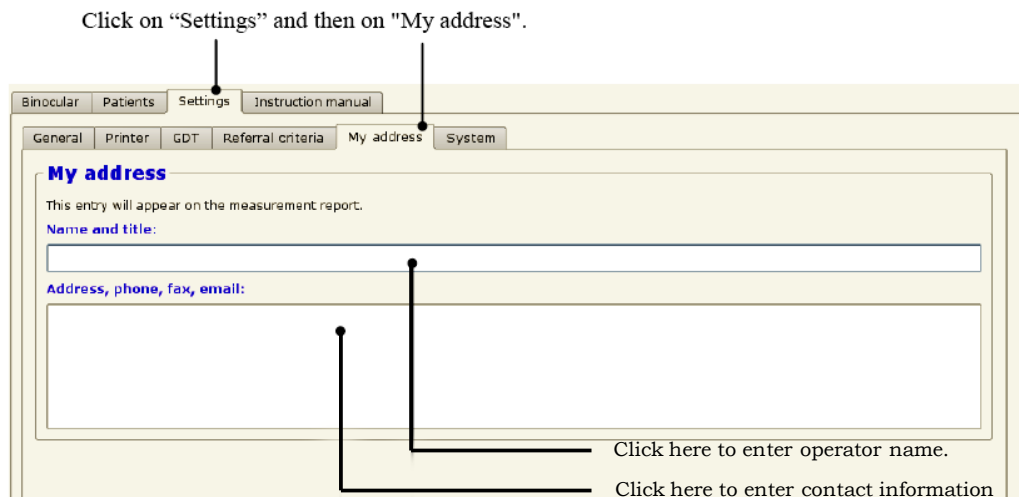 Click on “Settings” and then on "My address".
Binocular Patients Settings Instruction manual
General Printer GDT Referral criteria My address System
My address
This entry will appear on the measurement report.
Name and title:
Address, phone, fax, email:
Click here to enter operator name.
Click here to enter contact information